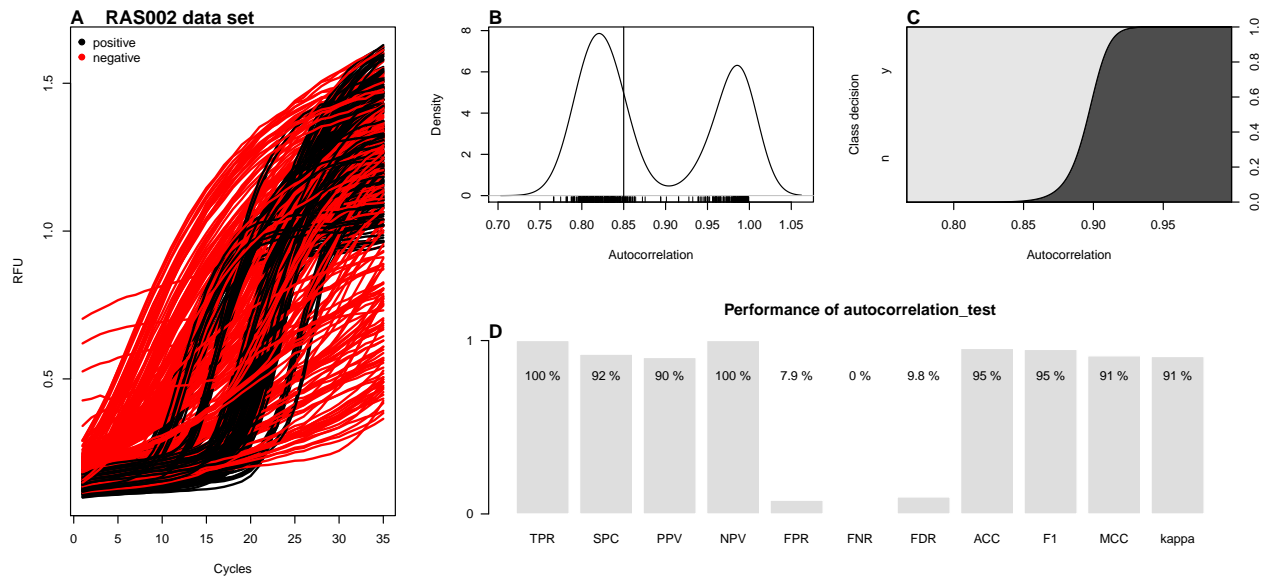 A RAS002 data set
positive
negative
1.5
1.0
0.5
RFU
0 5 10 15 20 25 30 35
Cycles
B
8
6
4
2
0
Density
0.70 0.75 0.80 0.85 0.90 0.95 1.00 1.05
Autocorrelation
C
y
n
Class decision
1.0
0.8
0.6
0.4
0.2
0.0
0.80 0.85 0.90 0.95
Autocorrelation
Performance of autocorrelation_test
D
1
0
100 % 92 % 90 % 100 % 7.9 % 0 % 9.8 % 95 % 95 % 91 % 91 %
TPR SPC PPV NPV FPR FNR FDR ACC F1 MCC kappa